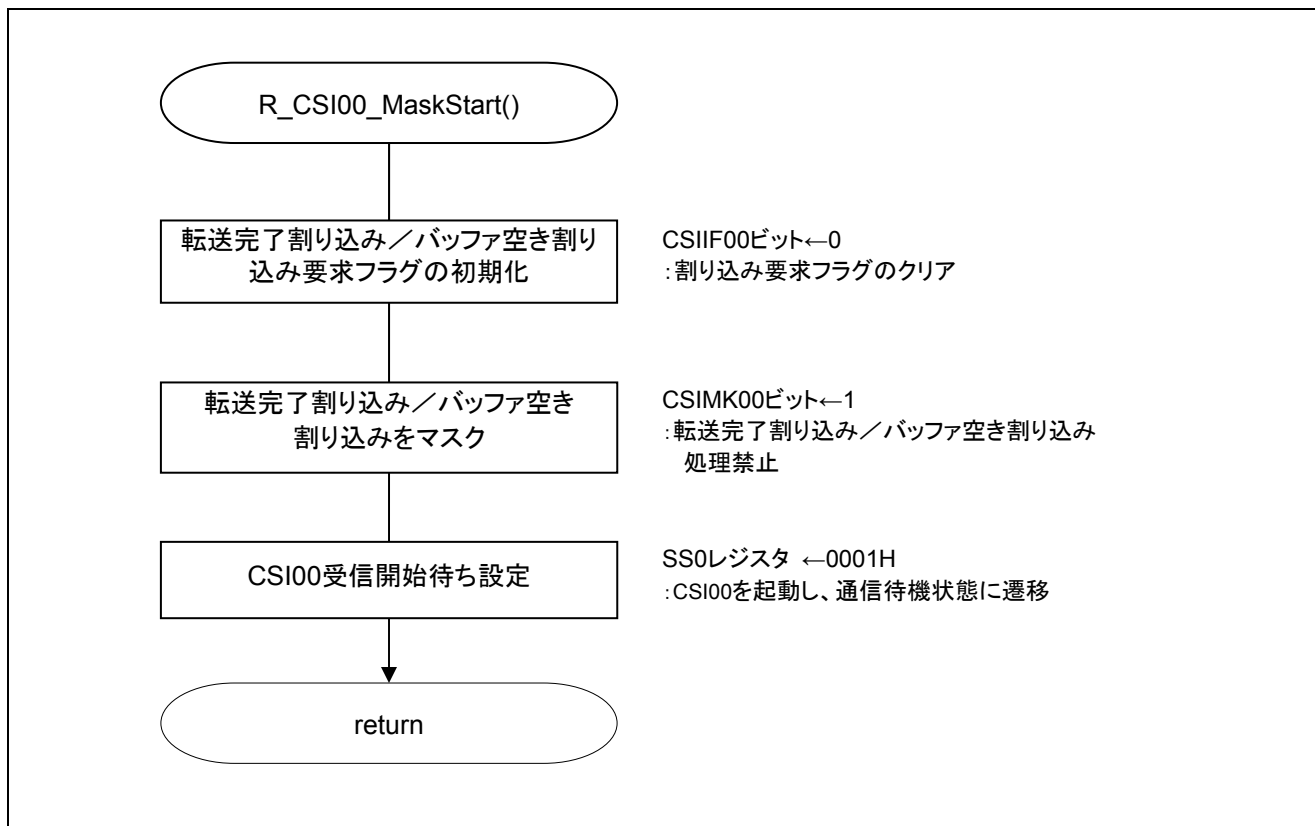 R_CSI00_MaskStart()
転送完了割り込み／バッファ空き割り
込み要求フラグの初期化
CSIIF00ビット←0
：割り込み要求フラグのクリア
転送完了割り込み／バッファ空き
割り込みをマスク
CSIMK00ビット←1
：転送完了割り込み／バッファ空き割り込み
処理禁止
CSI00受信開始待ち設定
SS0レジスタ ←0001H
：CSI00を起動し、通信待機状態に遷移
return